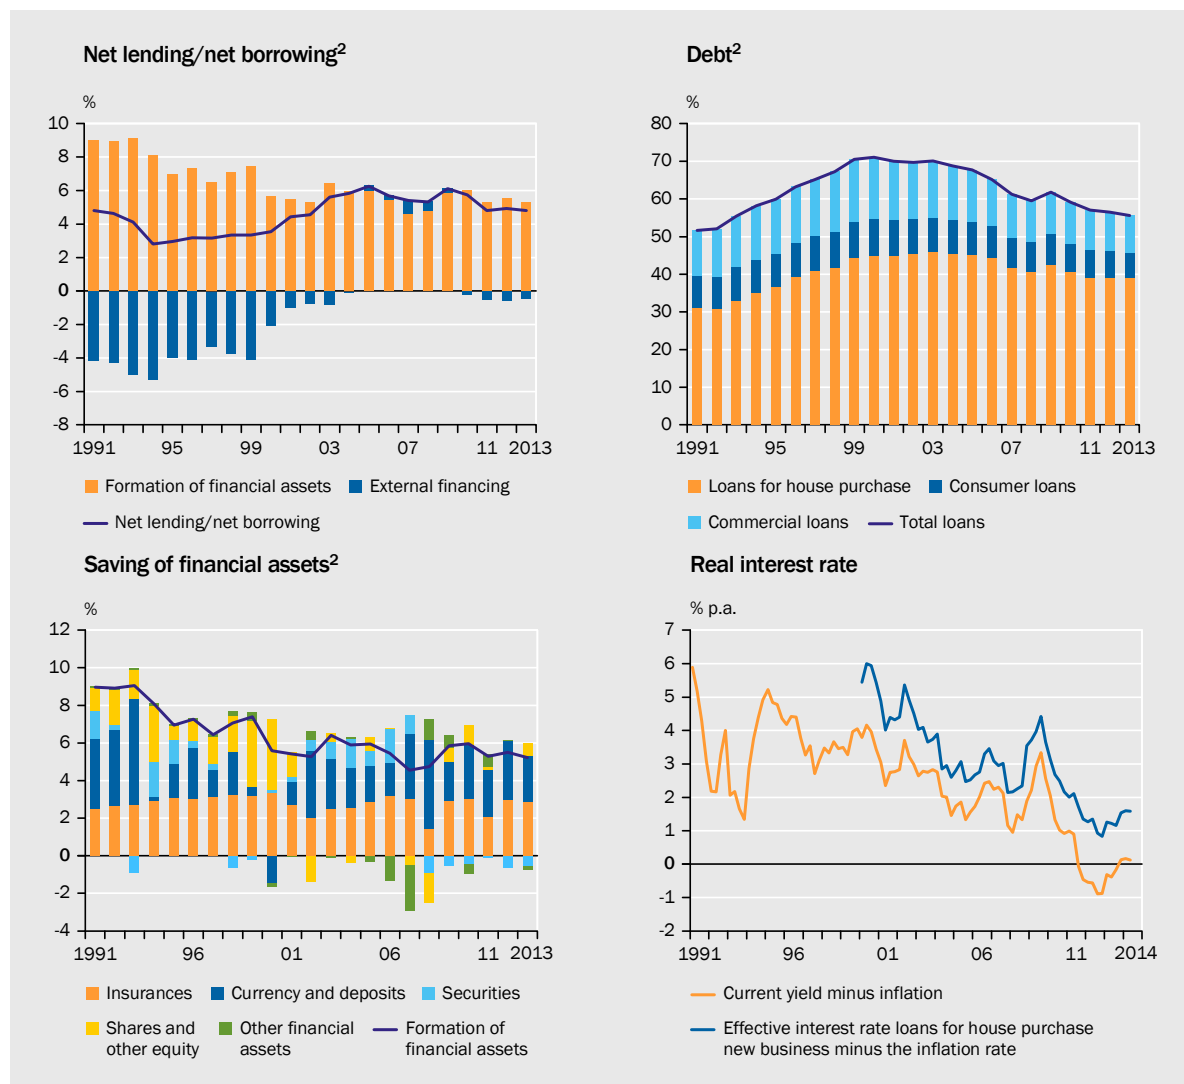 Net lending/net borrowing²
%
10
8
6
4
2
0
-2
-4
-6
-8
1991 95 99 03 07 11 2013
Formation of financial assets External financing
Net lending/net borrowing
Debt²
%
80
70
60
50
40
30
20
10
0
1991 95 99 03 07 11 2013
Loans for house purchase Consumer loans
Commercial loans Total loans
Saving of financial assets²
%
12
10
8
6
4
2
0
-2
-4
1991 96 01 06 11 2013
Insurances Currency and deposits Securities
Shares and other equity Other financial assets Formation of financial assets
Real interest rate
% p.a.
7
6
5
4
3
2
1
0
-1
-2
1991 96 01 06 11 2014
Current yield minus inflation
Effective interest rate loans for house purchase
new business minus the inflation rate